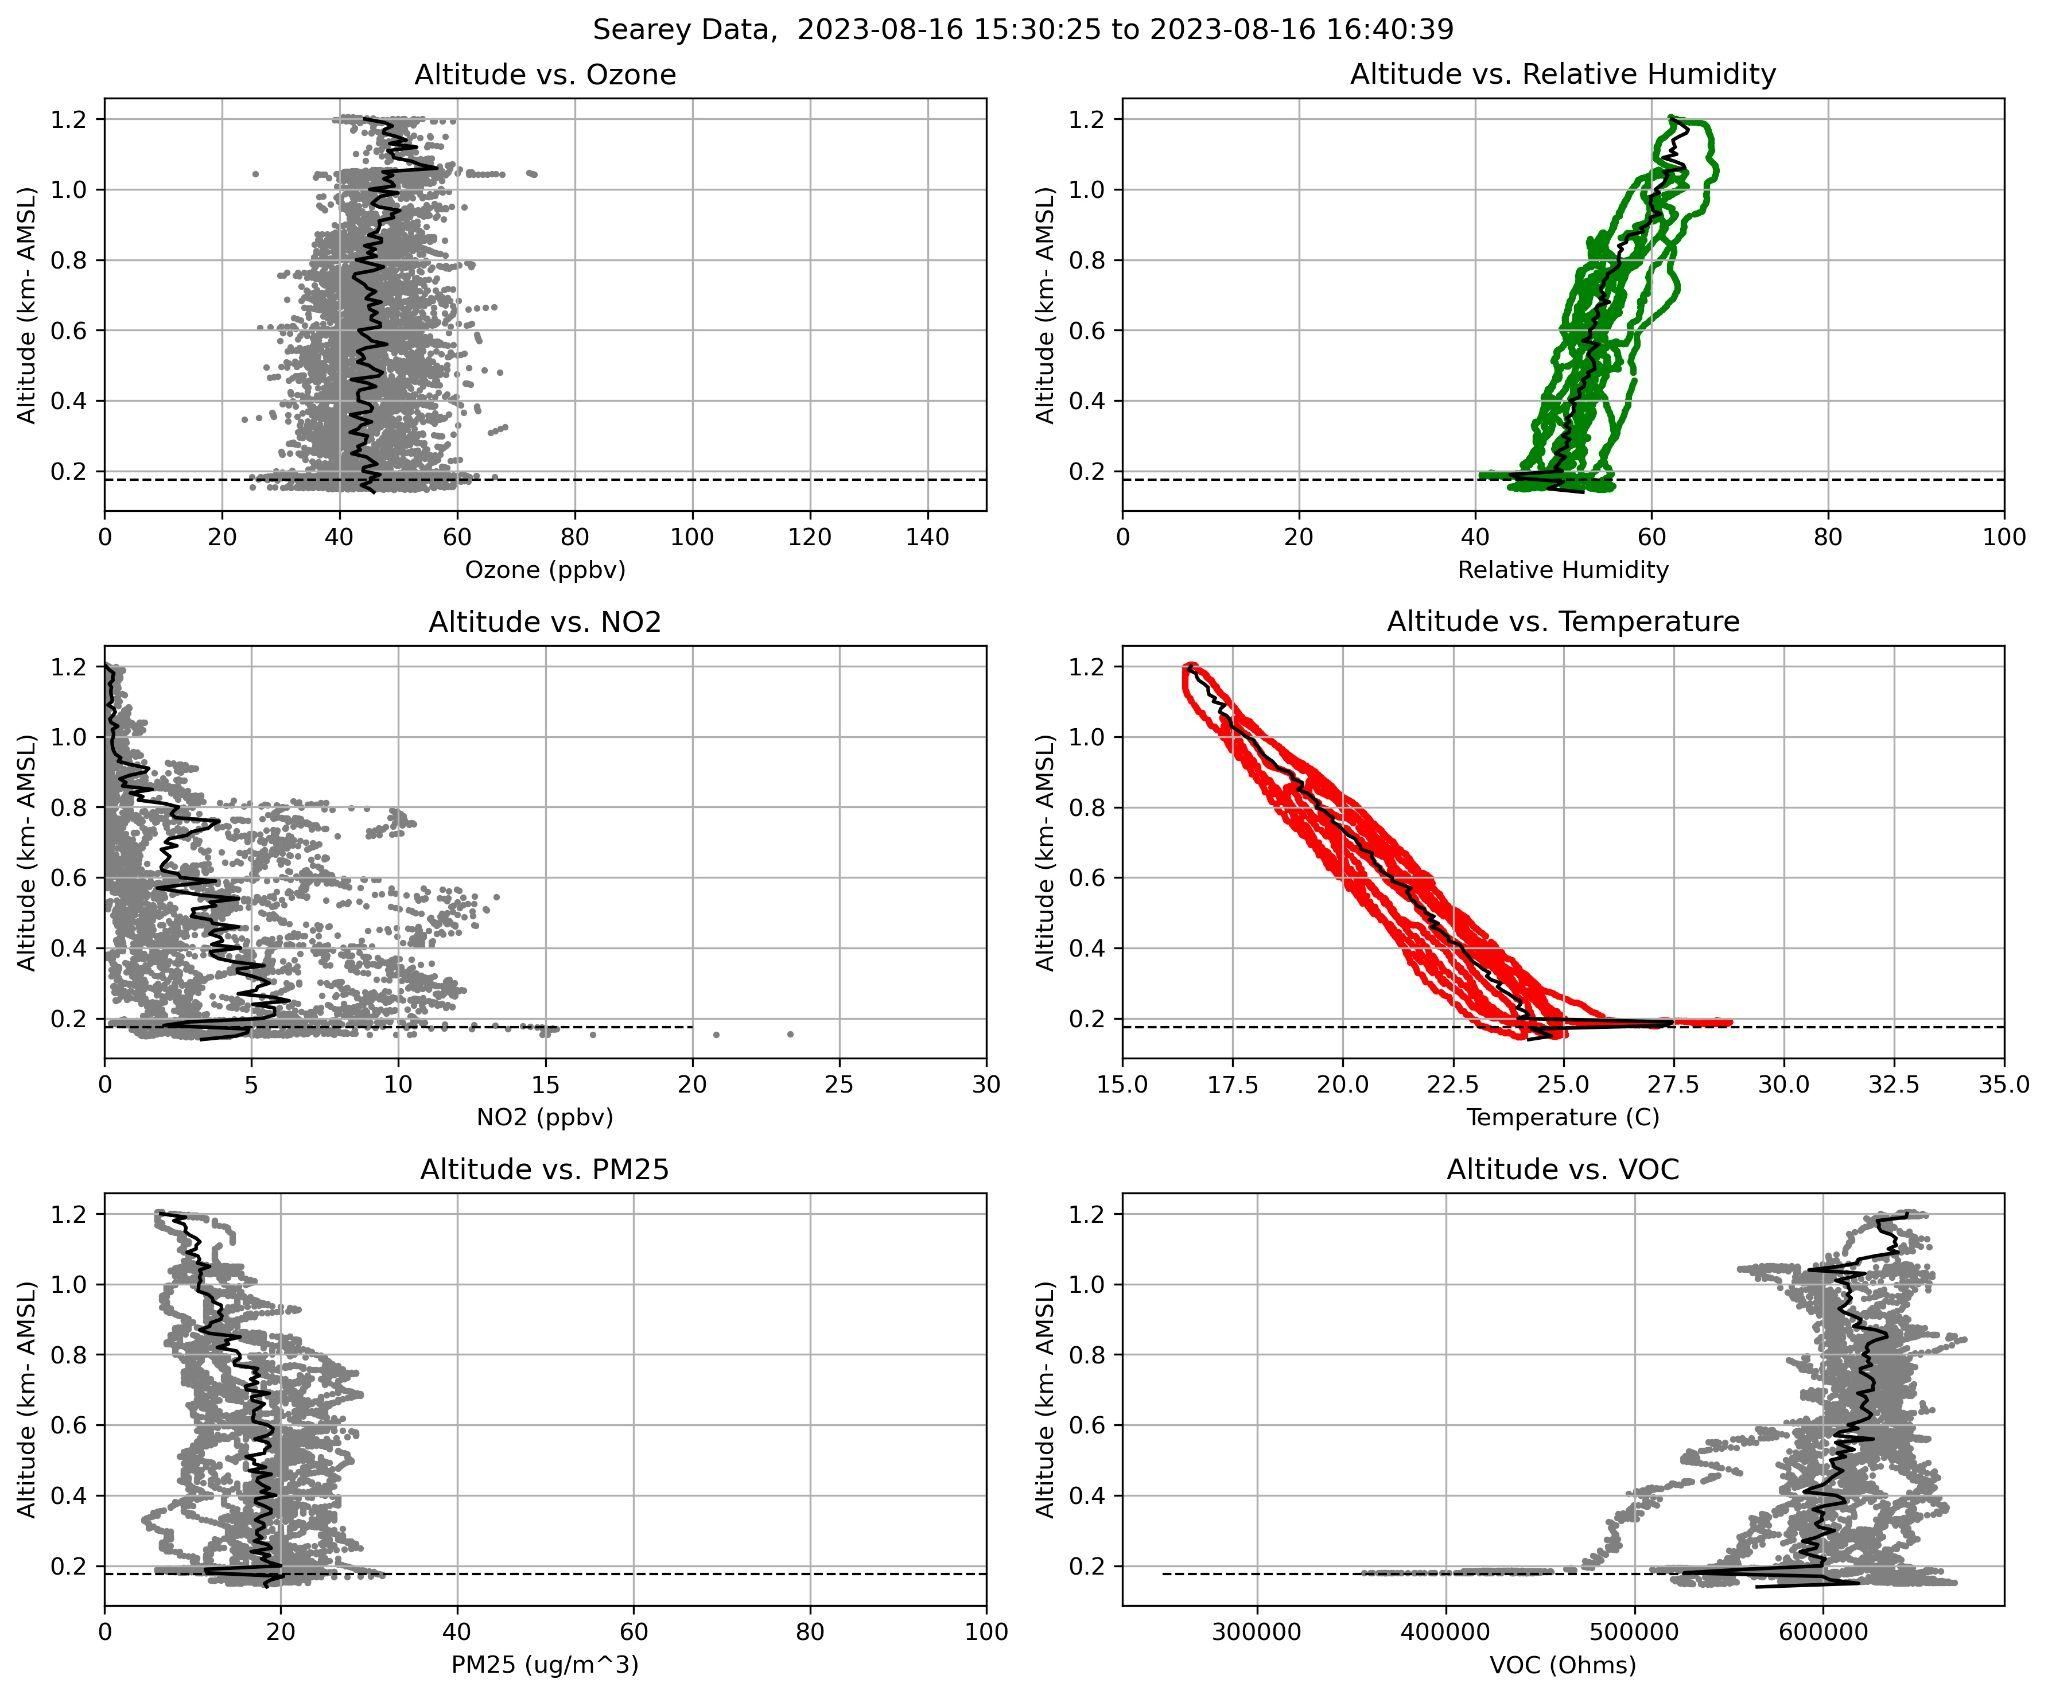 Searey Data,  2023-08-16 15:30:25 to 2023-08-16 16:40:39
Altitude vs. Ozone
Altitude (km- AMSL)
1.2
1.0
0.8
0.6
0.4
0.2
0 20 40 60 80 100 120 140
Ozone (ppbv)
Altitude vs. Relative Humidity
Altitude (km- AMSL)
1.2
1.0
0.8
0.6
0.4
0.2
0 20 40 60 80 100
Relative Humidity
Altitude vs. NO2
Altitude (km- AMSL)
1.2
1.0
0.8
0.6
0.4
0.2
0 5 10 15 20 25 30
NO2 (ppbv)
Altitude vs. Temperature
Altitude (km- AMSL)
1.2
1.0
0.8
0.6
0.4
0.2
15.0 17.5 20.0 22.5 25.0 27.5 30.0 32.5 35.0
Temperature (C)
Altitude vs. PM25
Altitude (km- AMSL)
1.2
1.0
0.8
0.6
0.4
0.2
0 20 40 60 80 100
PM25 (ug/m^3)
Altitude vs. VOC
Altitude (km- AMSL)
1.2
1.0
0.8
0.6
0.4
0.2
300000 400000 500000 600000
VOC (Ohms)